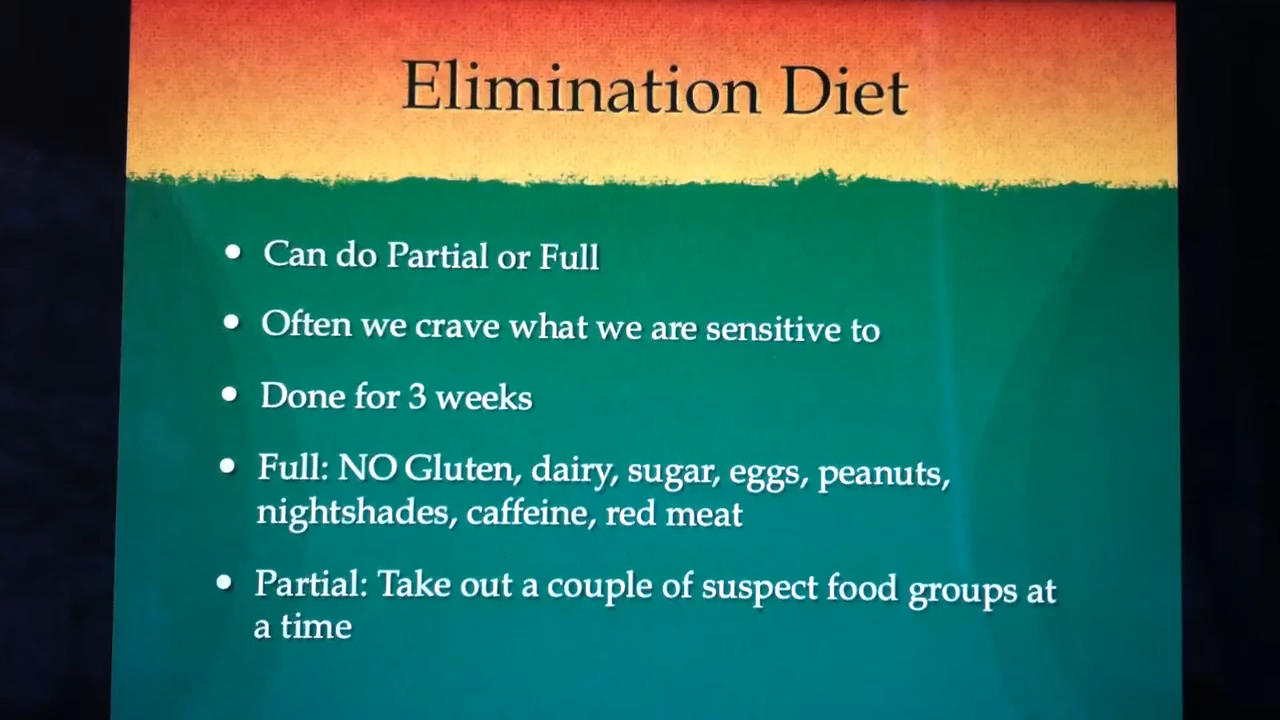 Elimination Diet
• Can do Partial or Full
• Often we crave what we are sensitive to
• Done for 3 weeks
• Full: NO Gluten, dairy, sugar, eggs, peanuts,
nightshades, caffeine, red meat
• Partial: Take out a couple of suspect food groups at
a time